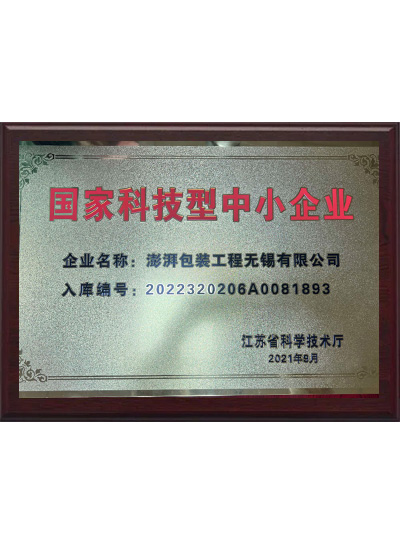 国家科技型中小企业
企业名称：澎湃包装工程无锡有限公司
入库编号：2022320206A0081893
江苏省科学技术厅
2021年9月